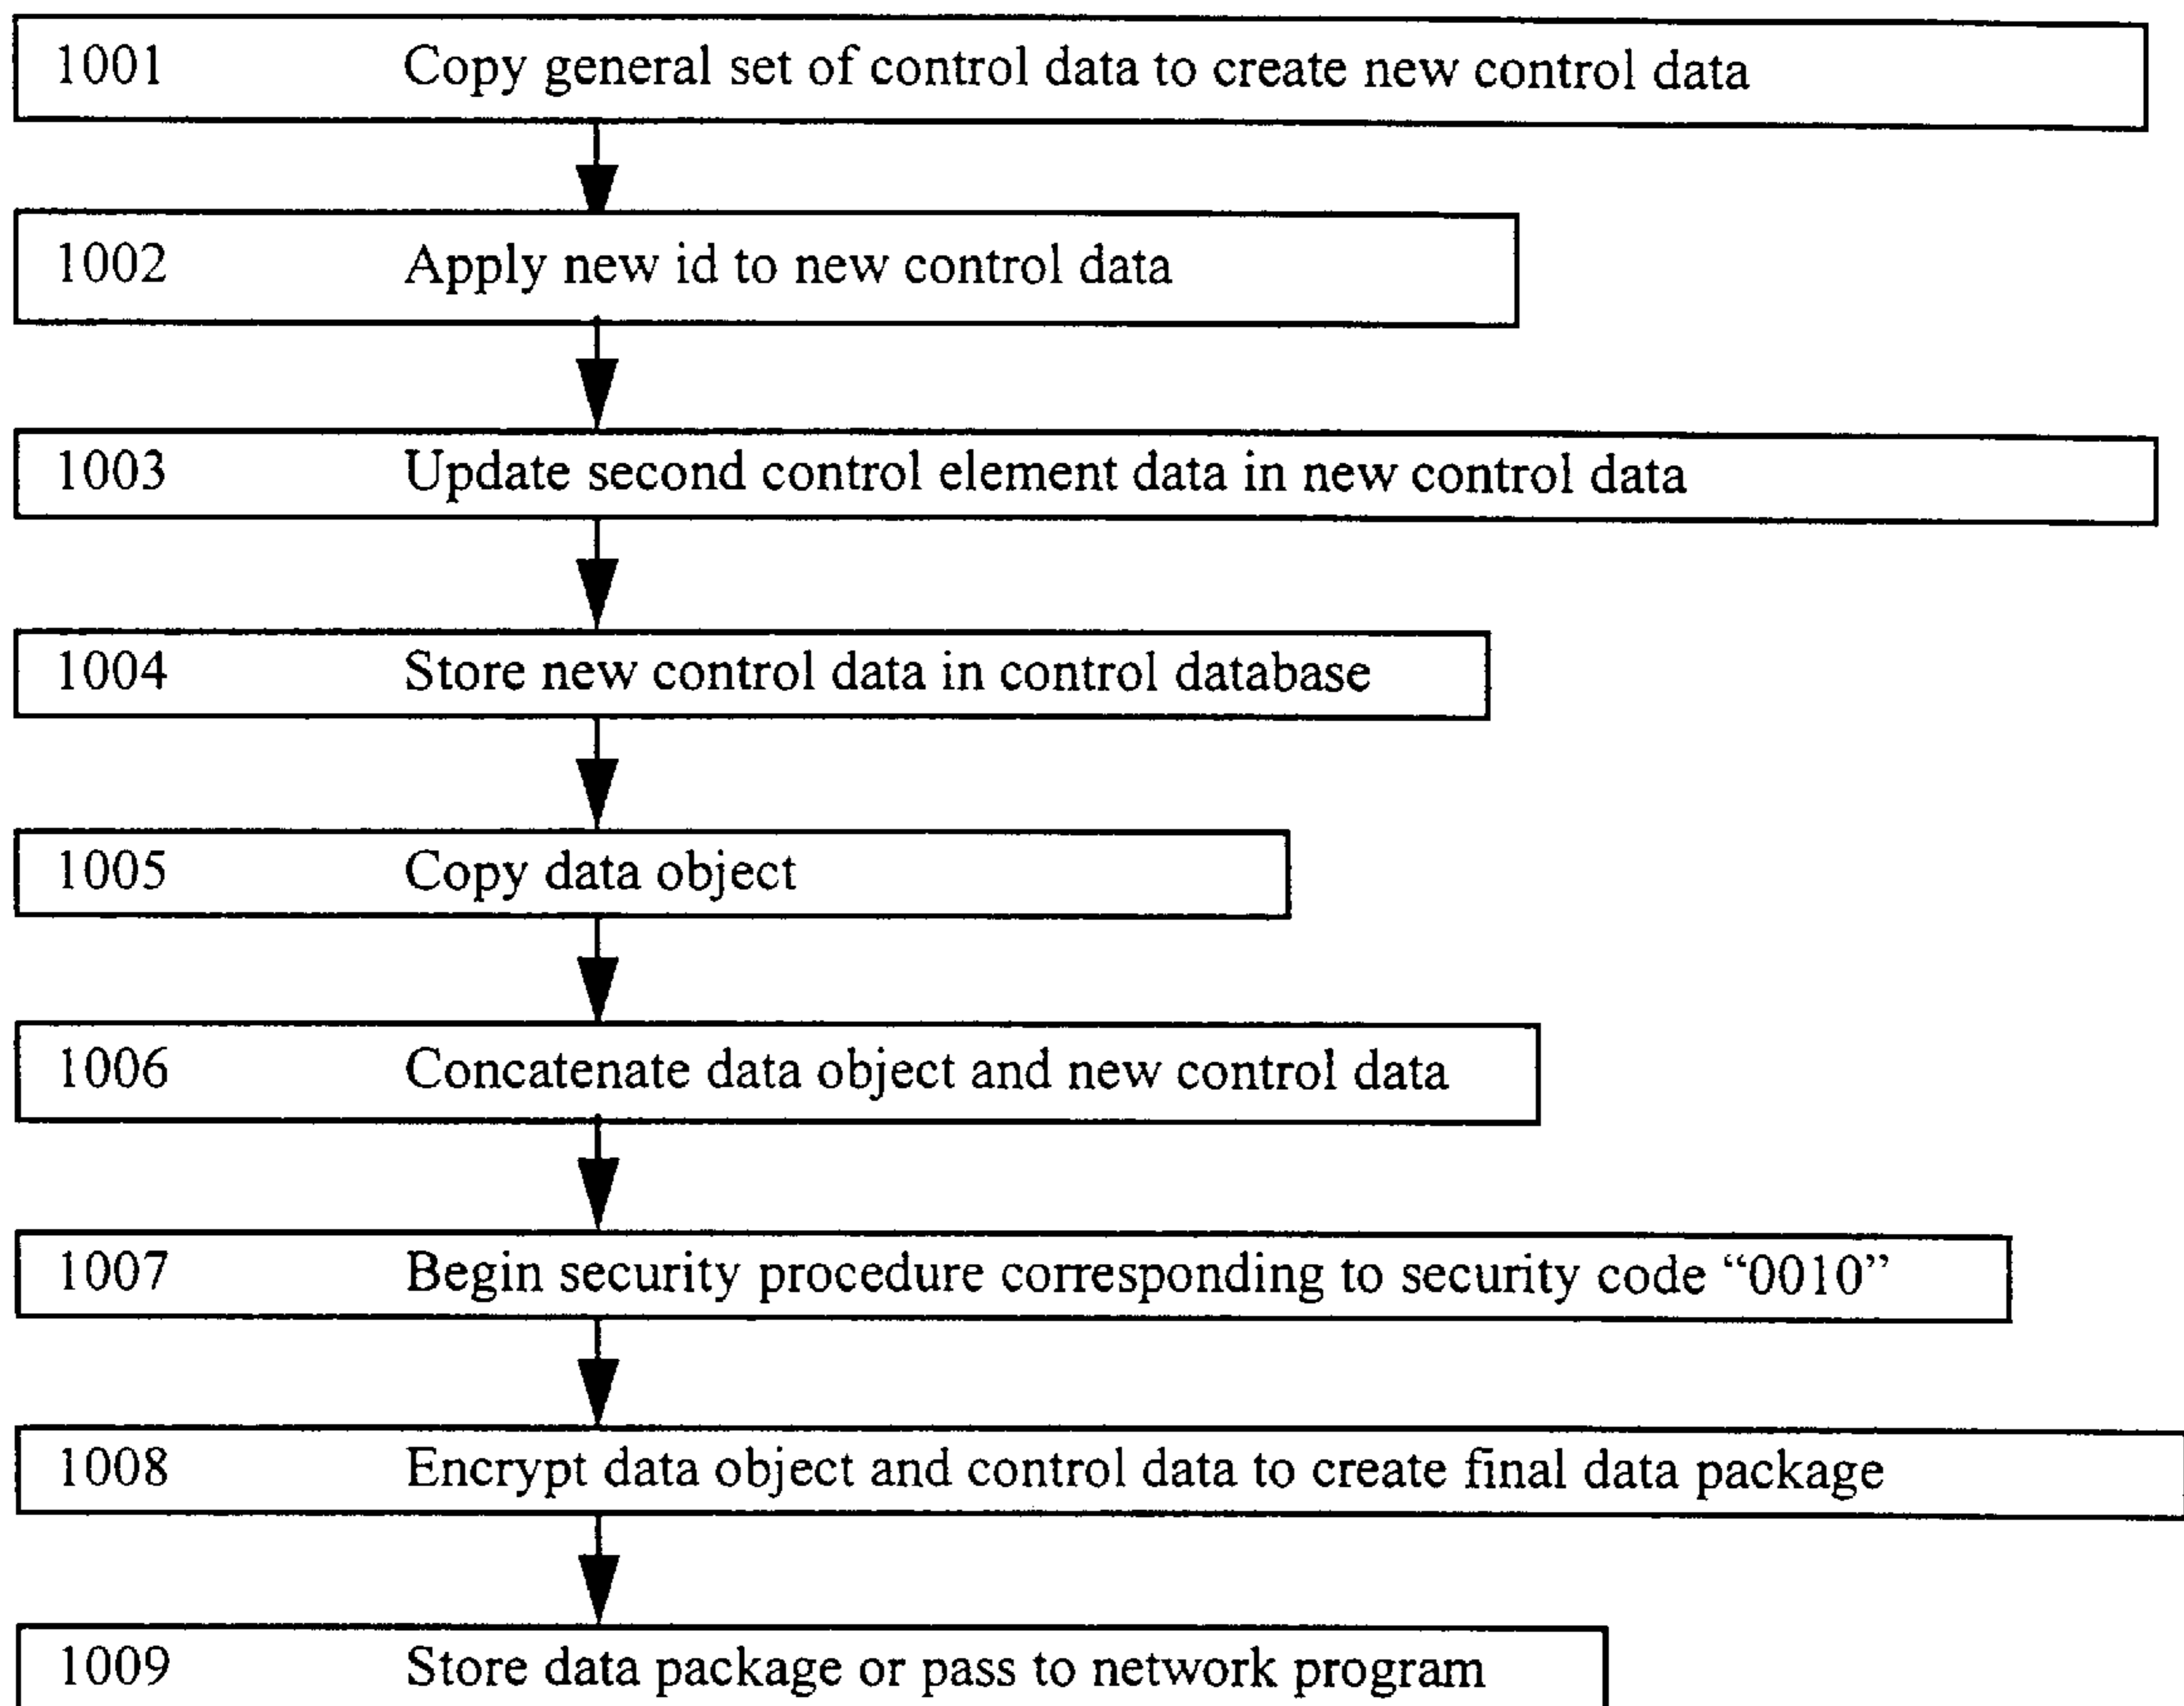 1001 Copy general set of control data to create new control data
1002 Apply new id to new control data
1003 Update second control element data in new control data
1004 Store new control data in control database
1005 Copy data object
1006 Concatenate data object and new control data
1007 Begin security procedure corresponding to security code “0010”
1008 Encrypt data object and control data to create final data package
1009 Store data package or pass to network program